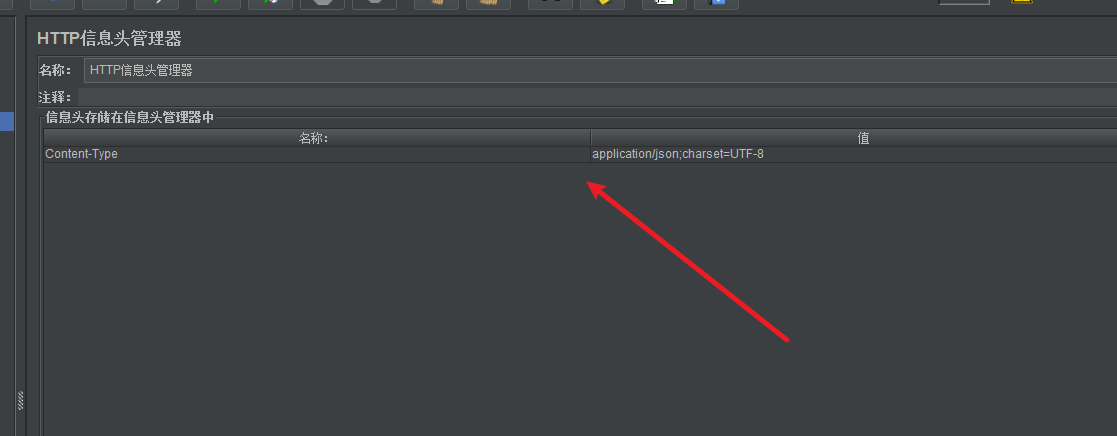 HTTP信息头管理器
名称： HTTP信息头管理器
注释：
信息头存储在信息头管理器中
名称： 值
Content-Type application/json;charset=UTF-8